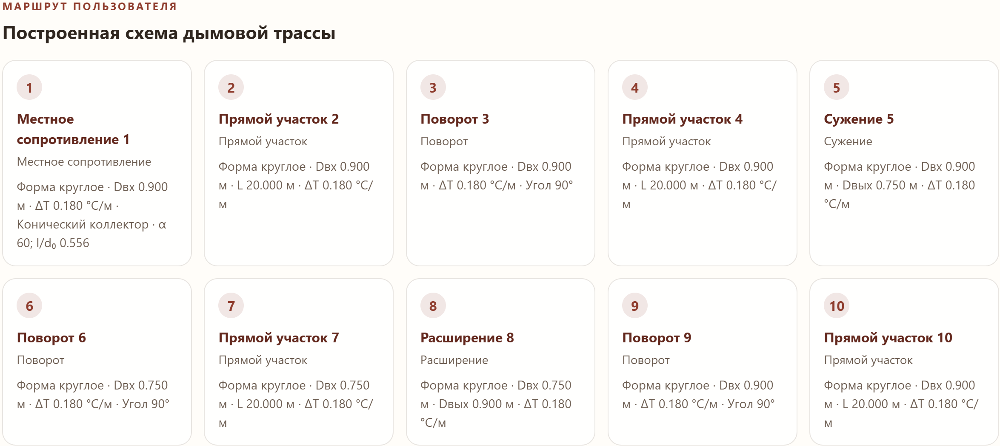 МАРШРУТ ПОЛЬЗОВАТЕЛЯ
Построенная схема дымовой трассы
1
Местное
сопротивление 1
Местное сопротивление
Форма круглое · Dвх 0.900
м · ΔT 0.180 °C/м ·
Конический коллектор · α
60; l/d₀ 0.556
2
Прямой участок 2
Прямой участок
Форма круглое · Dвх 0.900
м · L 20.000 м · ΔT 0.180 °C/
м
3
Поворот 3
Поворот
Форма круглое · Dвх 0.900
м · ΔT 0.180 °C/м · Угол 90°
4
Прямой участок 4
Прямой участок
Форма круглое · Dвх 0.900
м · L 20.000 м · ΔT 0.180 °C/
м
5
Сужение 5
Сужение
Форма круглое · Dвх 0.900
м · Dвых 0.750 м · ΔT 0.180
°C/м
6
Поворот 6
Поворот
Форма круглое · Dвх 0.750
м · ΔT 0.180 °C/м · Угол 90°
7
Прямой участок 7
Прямой участок
Форма круглое · Dвх 0.750
м · L 20.000 м · ΔT 0.180 °C/
м
8
Расширение 8
Расширение
Форма круглое · Dвх 0.750
м · Dвых 0.900 м · ΔT 0.180
°C/м
9
Поворот 9
Поворот
Форма круглое · Dвх 0.900
м · ΔT 0.180 °C/м · Угол 90°
10
Прямой участок 10
Прямой участок
Форма круглое · Dвх 0.900
м · L 20.000 м · ΔT 0.180 °C/
м